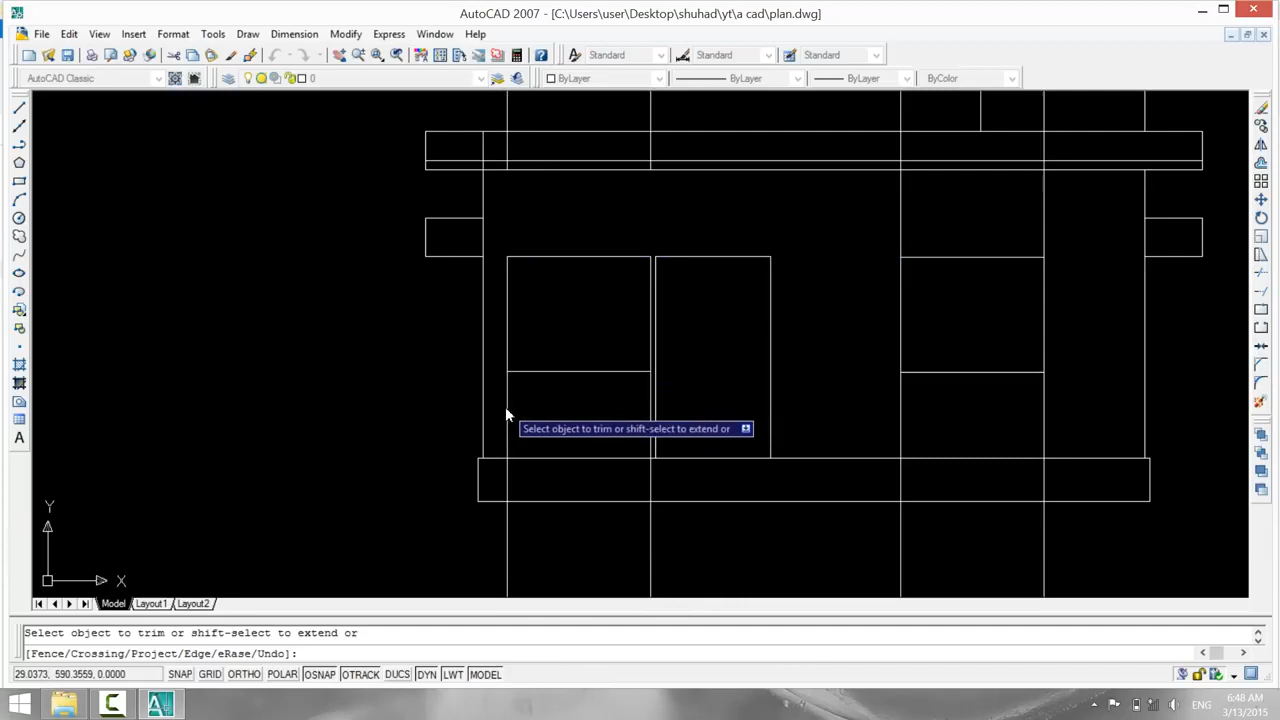 AutoCAD 2007 - [C:\Users\user\Desktop\shuhad\yt\a cad\plan.dwg]
File Edit View Insert Format Tools Draw Dimension Modify Express Window Help
Standard Standard Standard
AutoCAD Classic 0 ByLayer ByLayer ByLayer ByColor
A
Select object to trim or shift-select to extend or
Y
X
Model Layout1 Layout2
Select object to trim or shift-select to extend or
[Fence/Crossing/Project/Edge/eRase/Undo]:
29.0373, 590.3559, 0.0000 SNAP GRID ORTHO POLAR OSNAP OTRACK DUCS DYN LWT MODEL
ENG 6:48 AM
3/13/2015